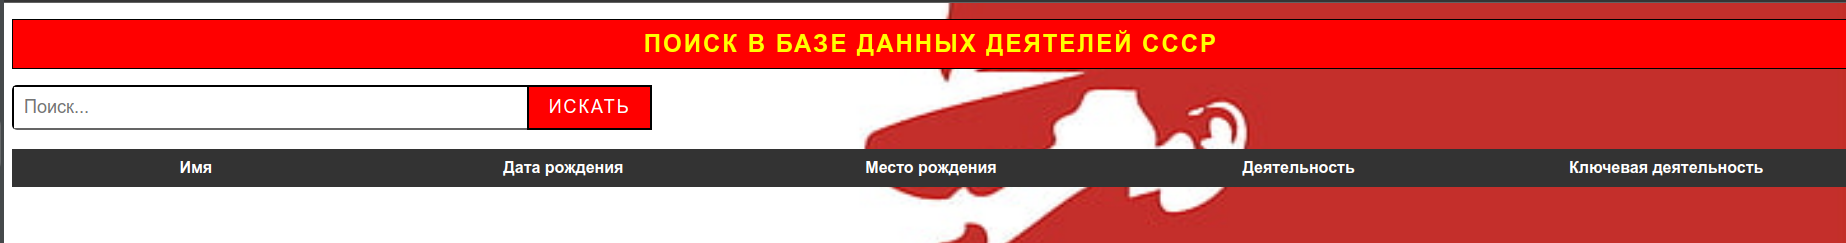 ПОИСК В БАЗЕ ДАННЫХ ДЕЯТЕЛЕЙ СССР
Поиск... ИСКАТЬ
Имя Дата рождения Место рождения Деятельность Ключевая деятельность